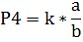 P4 = k * a/b